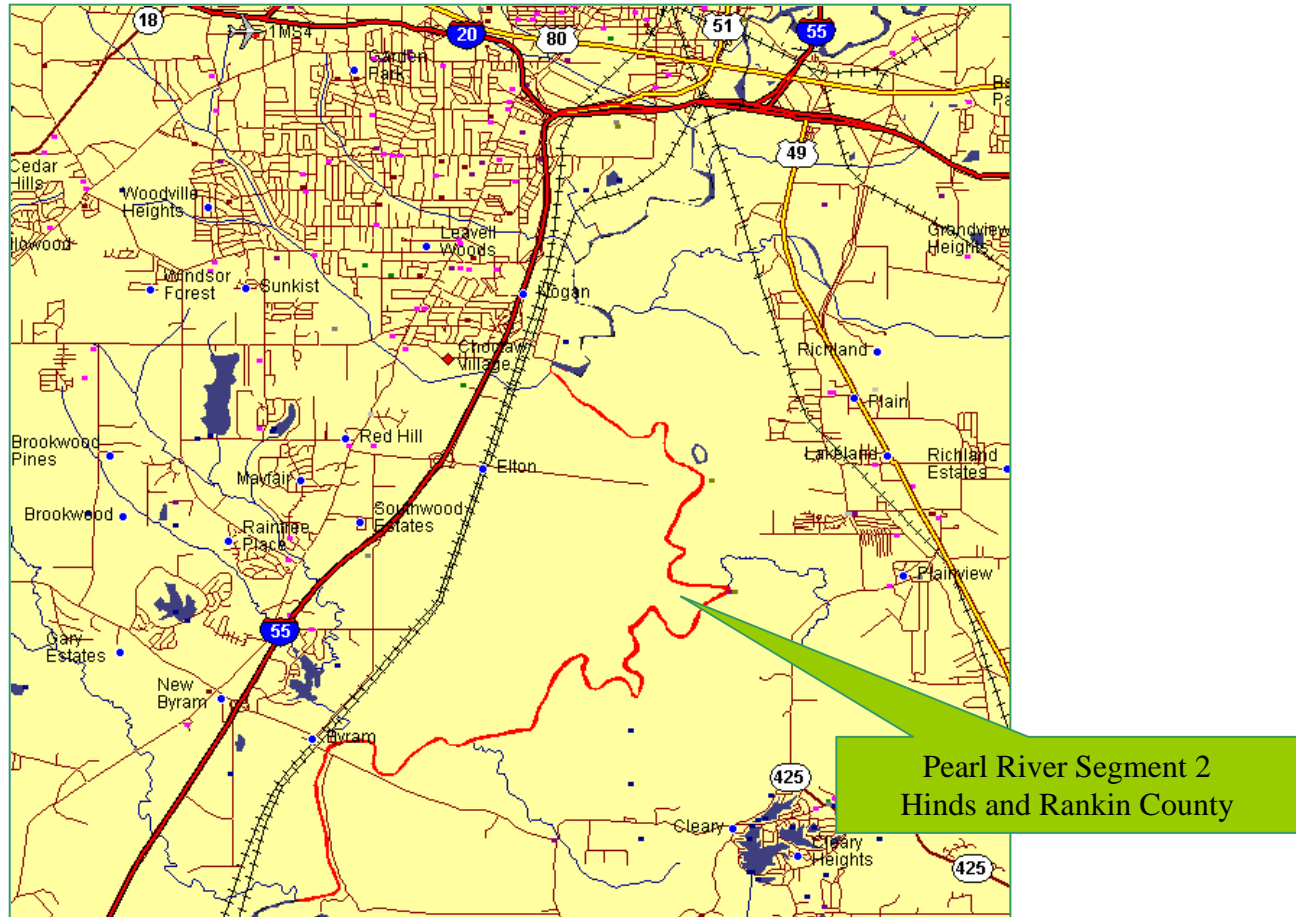 18
1MS4
20
80
51
55
Garden
Park
49
Cedar
Hills
Woodville
Heights
Leavell
Woods
Grandview
Heights
Windsor
Forest
Sunkist
Nogan
Choctaw
Village
Richland
Plain
Brookwood
Pines
Red Hill
Mayfair
Elton
Lakeland
Richland
Estates
Brookwood
Raintree
Place
Southwood
Estates
Plainview
55
Gary
Estates
New
Byram
Byram
Pearl River Segment 2
Hinds and Rankin County
425
Cleary
Cleary
Heights
425